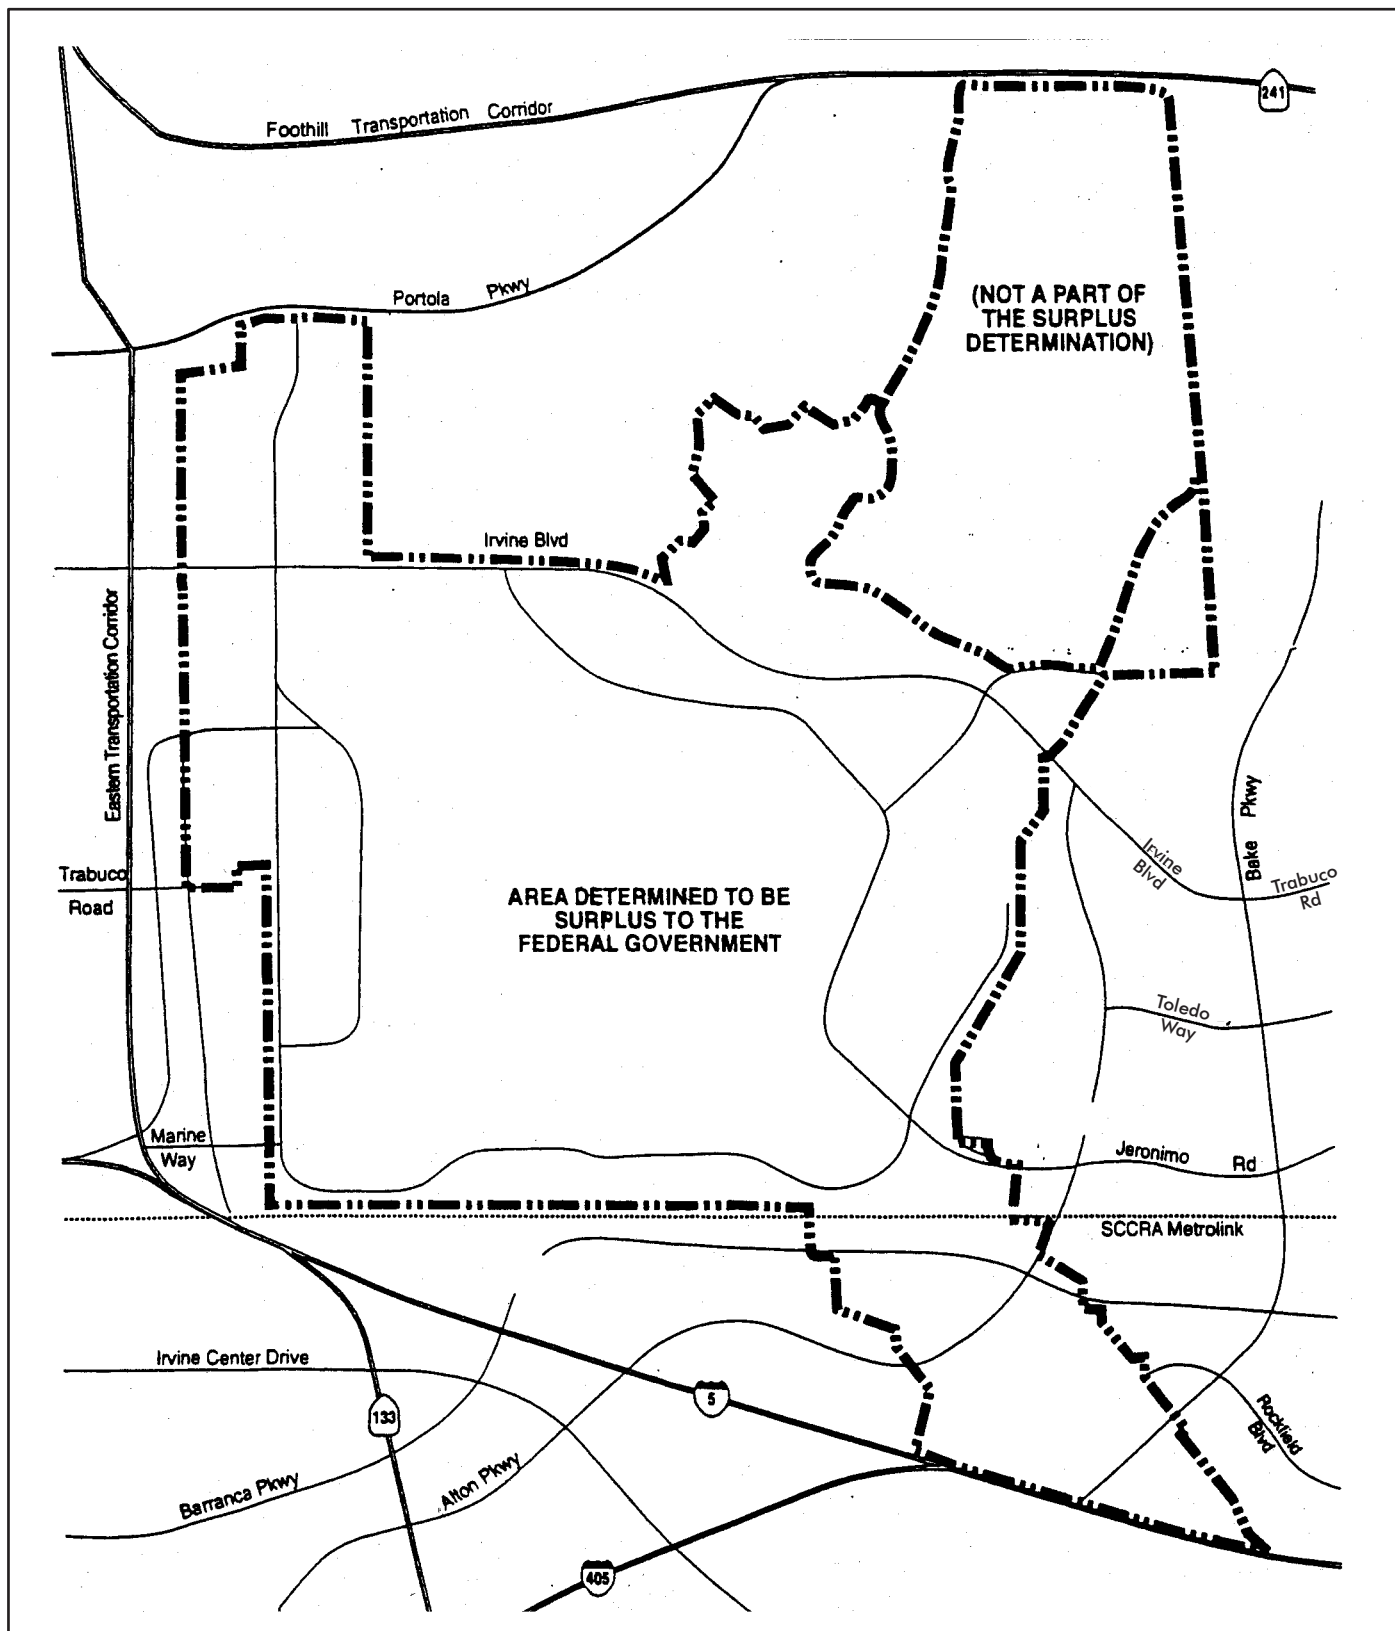 241
Foothill Transportation Corridor
Portola Pkwy
(NOT A PART OF
THE SURPLUS
DETERMINATION)
Irvine Blvd
Eastern Transportation Corridor
Bake Pkwy
Irvine
Blvd
Trabuco
Rd
Trabuco
Road
AREA DETERMINED TO BE
SURPLUS TO THE
FEDERAL GOVERNMENT
Toledo
Way
Marine
Way
Jeronimo Rd
SCCRA Metrolink
Irvine Center Drive
5
133
Rockfield
Blvd
Barranca Pkwy
Alton Pkwy
405